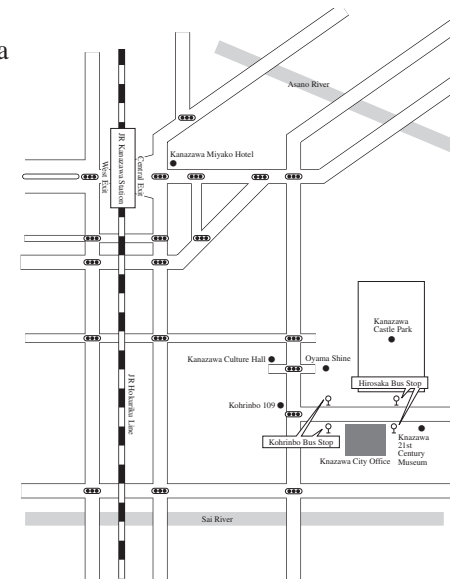 a
Asano River
Kanazawa Miyako Hotel
JR Kanazawa Station
Central Exit
West Exit
Kanazawa
Castle Park
Kanazawa Culture Hall
Oyama Shine
Hirosaka Bus Stop
JR Hokuriku Line
Kohrinbo 109
Kohrinbo Bus Stop
Knazawa City Office
Knazawa
21st
Century
Museum
Sai River